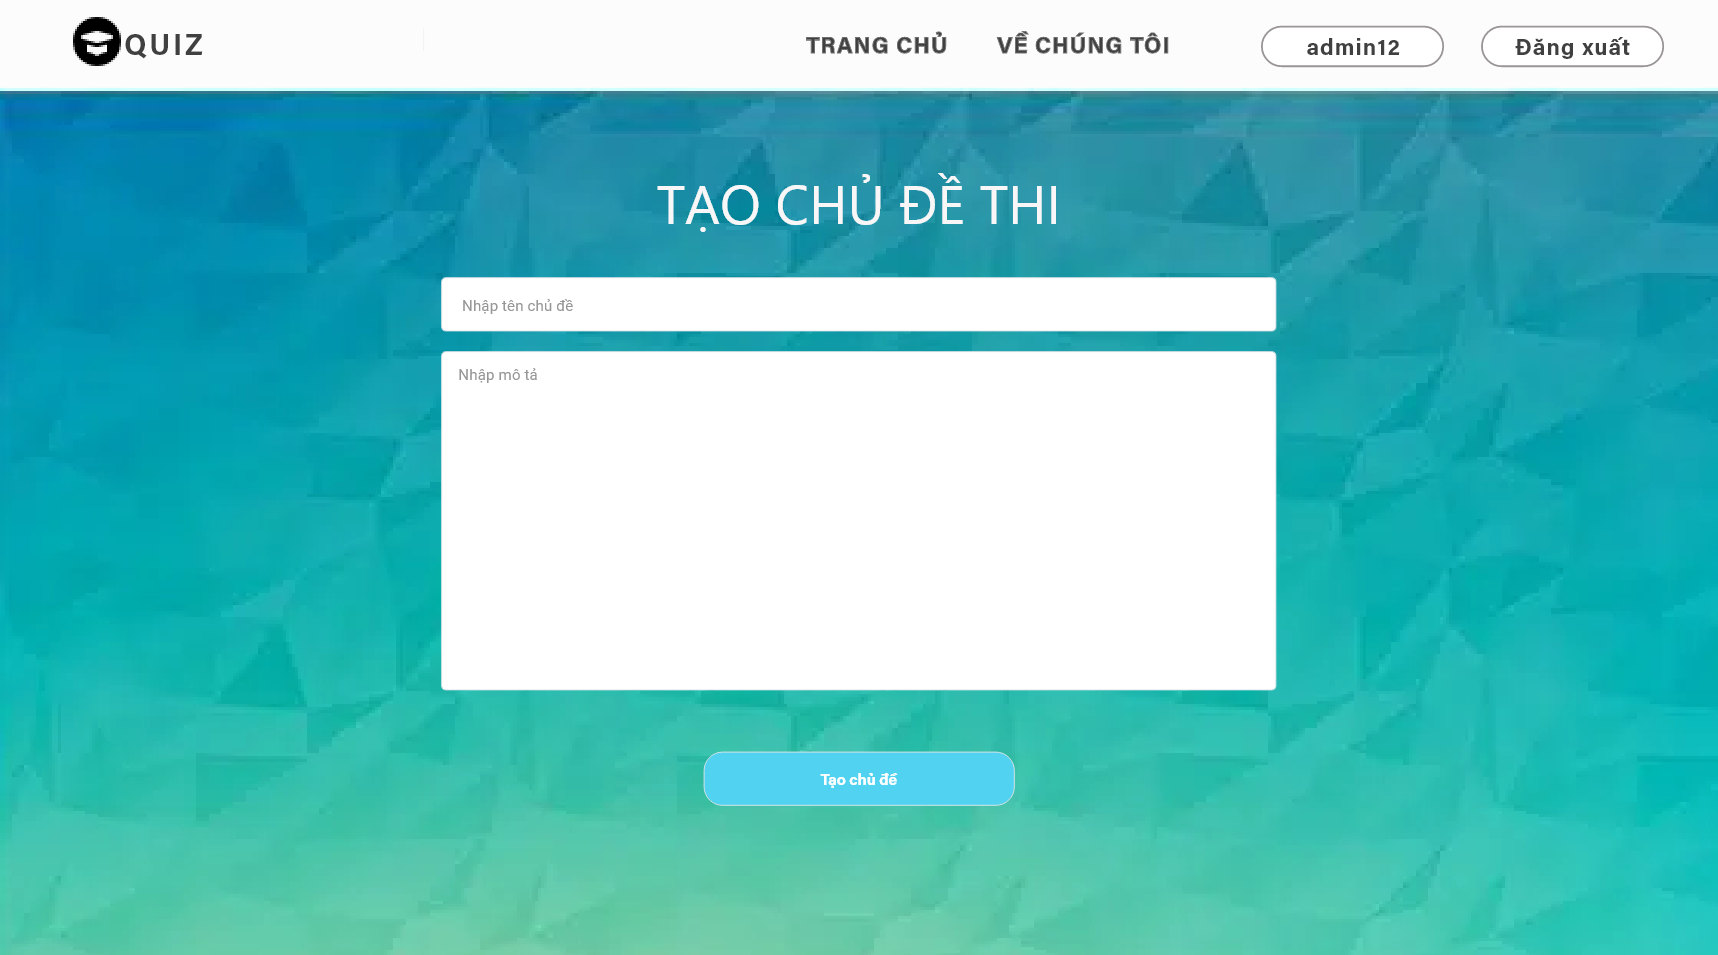 QUIZ
TRANG CHỦ
VỀ CHÚNG TÔI
admin12
Đăng xuất
TẠO CHỦ ĐỀ THI
Nhập tên chủ đề
Nhập mô tả
Tạo chủ đề